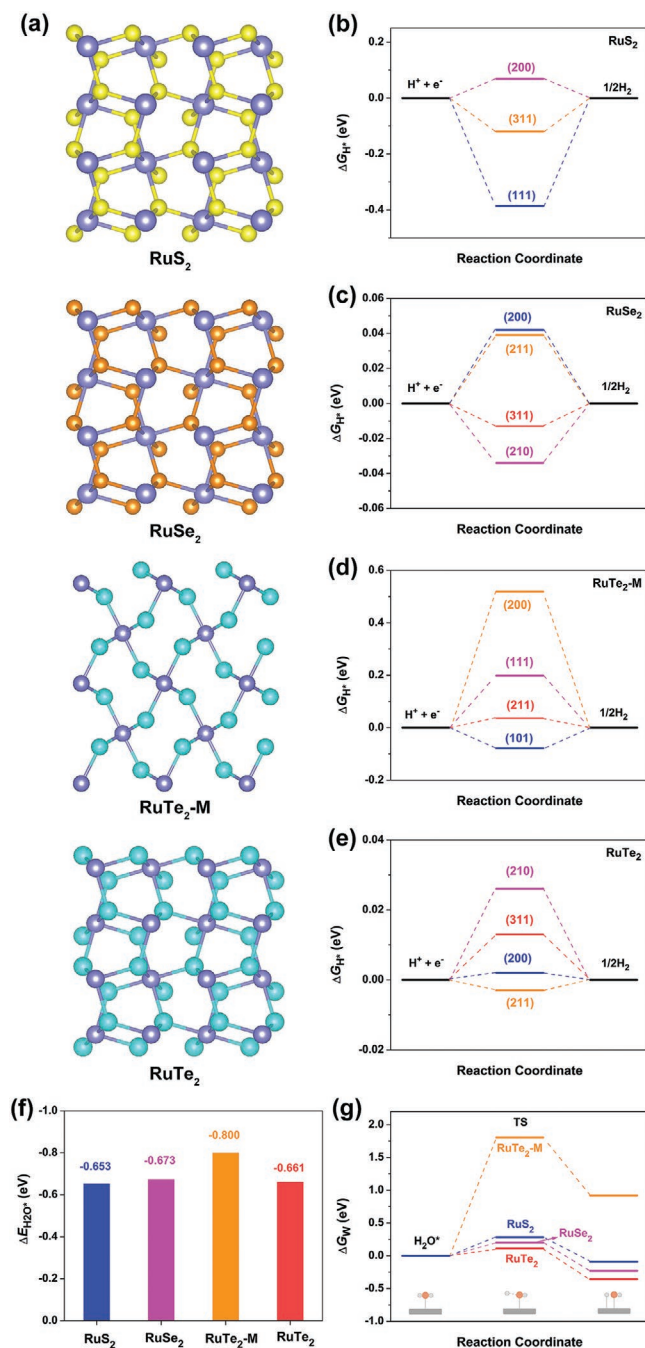 (a)
RuS₂
RuSe₂
RuTe₂-M
RuTe₂
(b)
RuS₂
0.2
0.0
-0.2
-0.4
ΔG_H* (eV)
H⁺ + e⁻
(200)
(311)
(111)
1/2H₂
Reaction Coordinate
(c)
RuSe₂
0.06
0.04
0.02
0.00
-0.02
-0.04
-0.06
ΔG_H* (eV)
(200)
(211)
H⁺ + e⁻
1/2H₂
(311)
(210)
Reaction Coordinate
(d)
RuTe₂-M
0.6
0.4
0.2
0.0
-0.2
ΔG_H* (eV)
(200)
(111)
(211)
H⁺ + e⁻
1/2H₂
(101)
Reaction Coordinate
(e)
RuTe₂
0.04
0.02
0.00
-0.02
ΔG_H* (eV)
(210)
(311)
(200)
H⁺ + e⁻
1/2H₂
(211)
Reaction Coordinate
(f)
-1.0
-0.8
-0.6
-0.4
-0.2
0.0
ΔE_H2O* (eV)
-0.653
-0.673
-0.800
-0.661
RuS₂
RuSe₂
RuTe₂-M
RuTe₂
(g)
2.0
1.5
1.0
0.5
0.0
-0.5
-1.0
ΔG_W (eV)
TS
RuTe₂-M
H₂O*
RuS₂
RuSe₂
RuTe₂
Reaction Coordinate